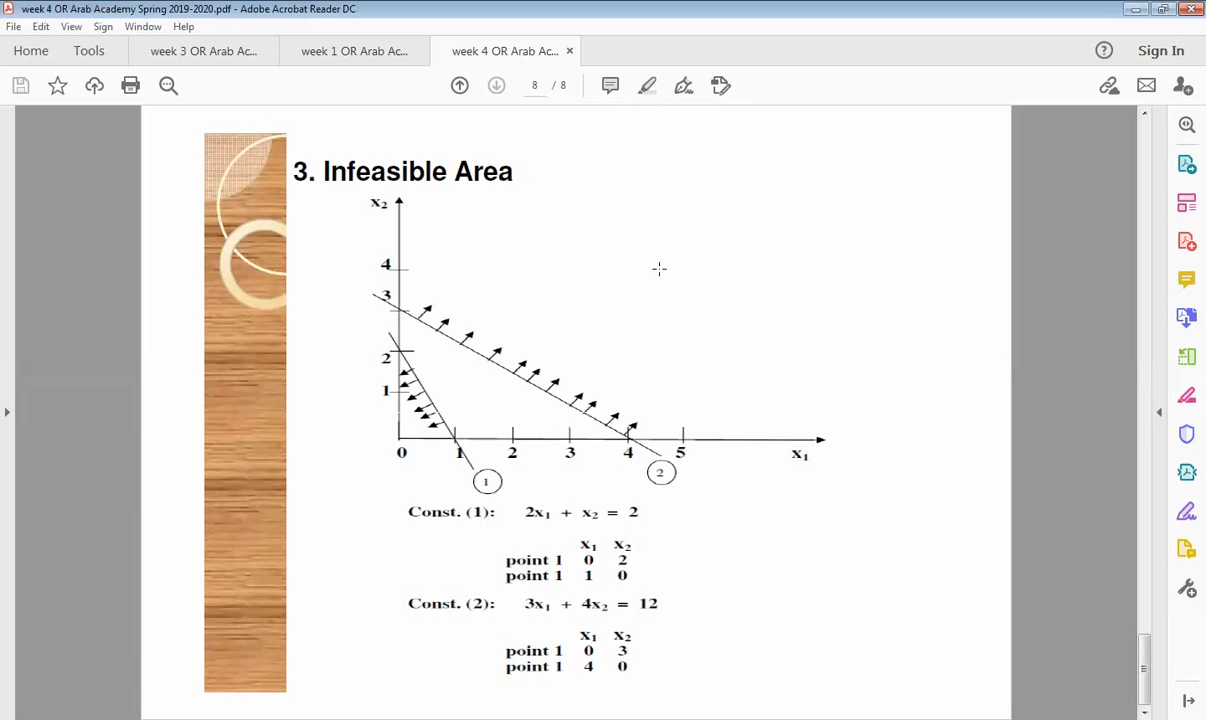 week 4 OR Arab Academy Spring 2019-2020.pdf - Adobe Acrobat Reader DC
File Edit View Sign Window Help
Home Tools week 3 OR Arab Ac... week 1 OR Arab Ac... week 4 OR Arab Ac... × ? Sign In
8 / 8
3. Infeasible Area
x₂
4
3
2
1
0 1 2 3 4 5 x₁
1
2
Const. (1): 2x₁ + x₂ = 2
x₁ x₂
point 1 0 2
point 1 1 0
Const. (2): 3x₁ + 4x₂ = 12
x₁ x₂
point 1 0 3
point 1 4 0